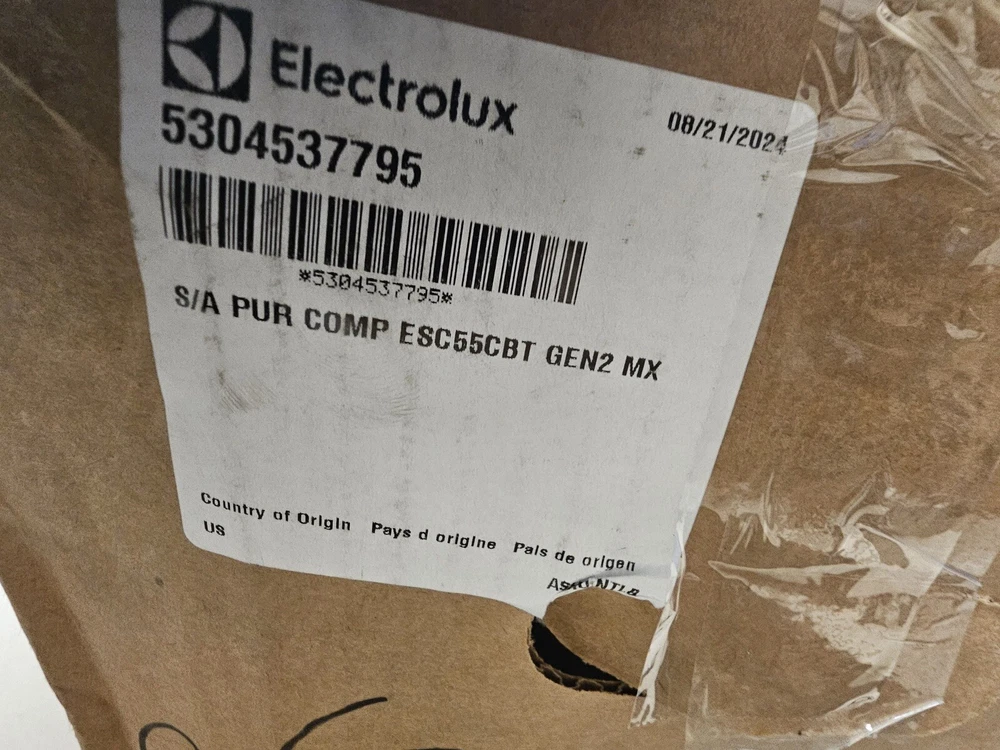 Electrolux
08/21/2024
5304537795
*5304537795*
S/A PUR COMP ESC55CBT GEN2 MX
Country of Origin Pays d origine Pais de origen
US